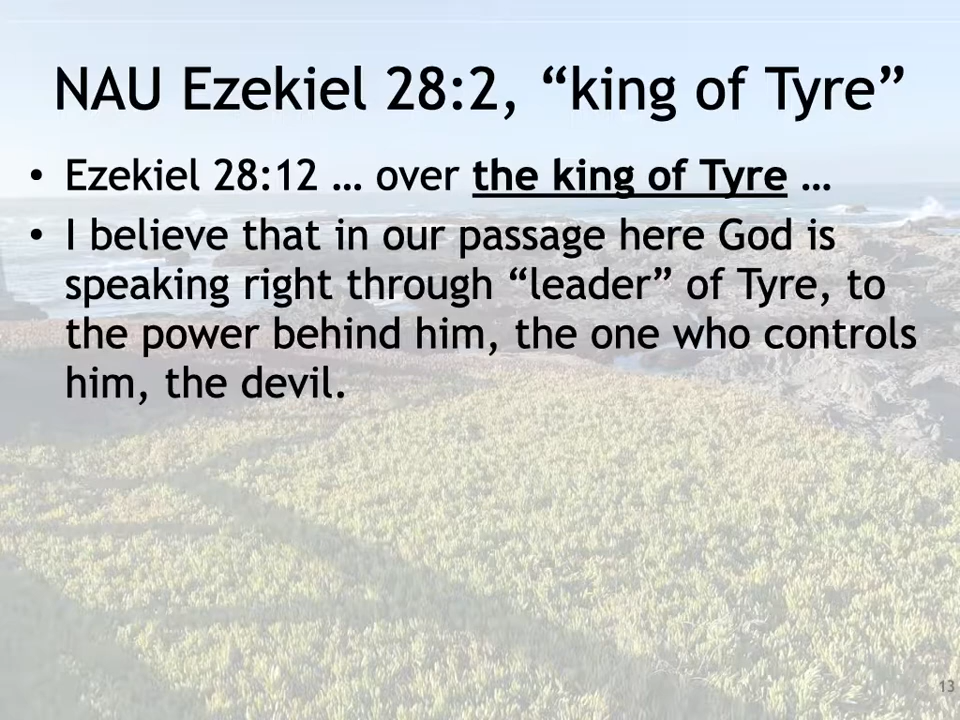 NAU Ezekiel 28:2, “king of Tyre”
• Ezekiel 28:12 … over the king of Tyre …
• I believe that in our passage here God is
speaking right through “leader” of Tyre, to
the power behind him, the one who controls
him, the devil.
13